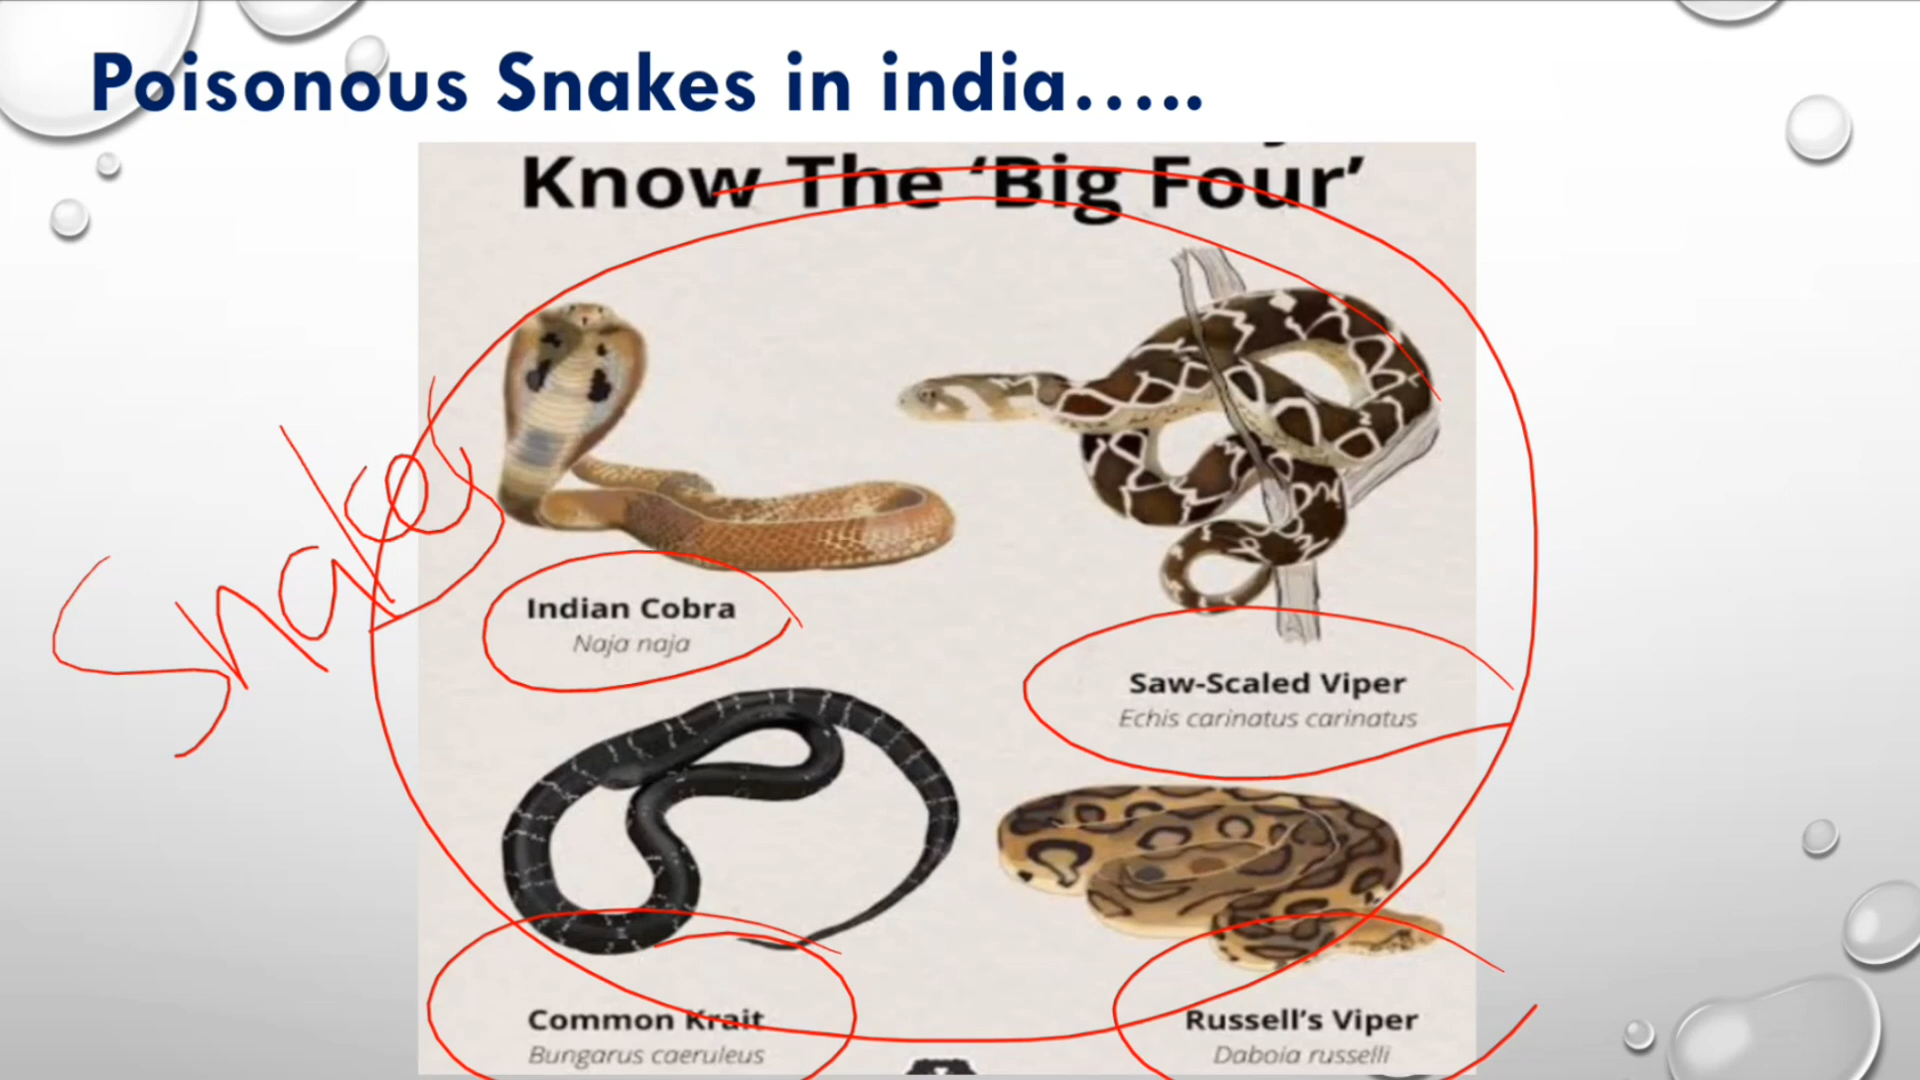 Poisonous Snakes in india.....
Know The ‘Big Four’
Snakes
Indian Cobra
Naja naja
Saw-Scaled Viper
Echis carinatus carinatus
Common Krait
Bungarus caeruleus
Russell’s Viper
Daboia russelli